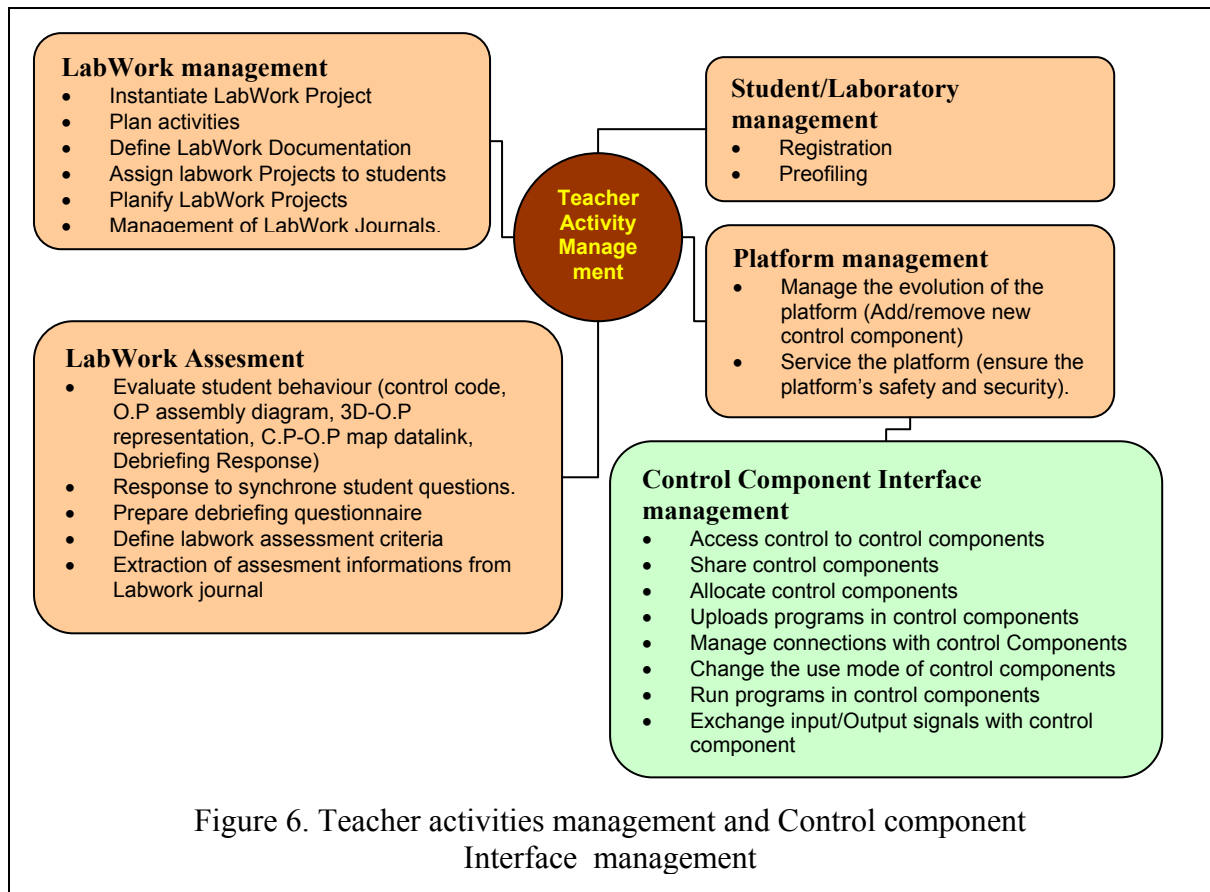 LabWork management
• Instantiate LabWork Project
• Plan activities
• Define LabWork Documentation
• Assign labwork Projects to students
• Planify LabWork Projects
• Management of LabWork Journals.
Student/Laboratory
management
• Registration
• Preofiling
Teacher
Activity
Manage
ment
Platform management
• Manage the evolution of the
platform (Add/remove new
control component)
• Service the platform (ensure the
platform's safety and security).
LabWork Assesment
• Evaluate student behaviour (control code,
O.P assembly diagram, 3D-O.P
representation, C.P-O.P map datalink,
Debriefing Response)
• Response to synchrone student questions.
• Prepare debriefing questionnaire
• Define labwork assessment criteria
• Extraction of assesment informations from
Labwork journal
Control Component Interface
management
• Access control to control components
• Share control components
• Allocate control components
• Uploads programs in control components
• Manage connections with control Components
• Change the use mode of control components
• Run programs in control components
• Exchange input/Output signals with control
component
Figure 6. Teacher activities management and Control component
Interface management